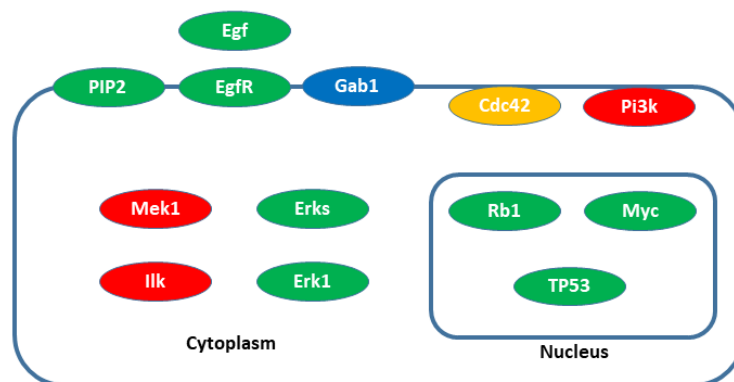 Egf
PIP2 EgfR Gab1 Cdc42 Pi3k
Mek1 Erks Rb1 Myc
Ilk Erk1 TP53
Cytoplasm Nucleus